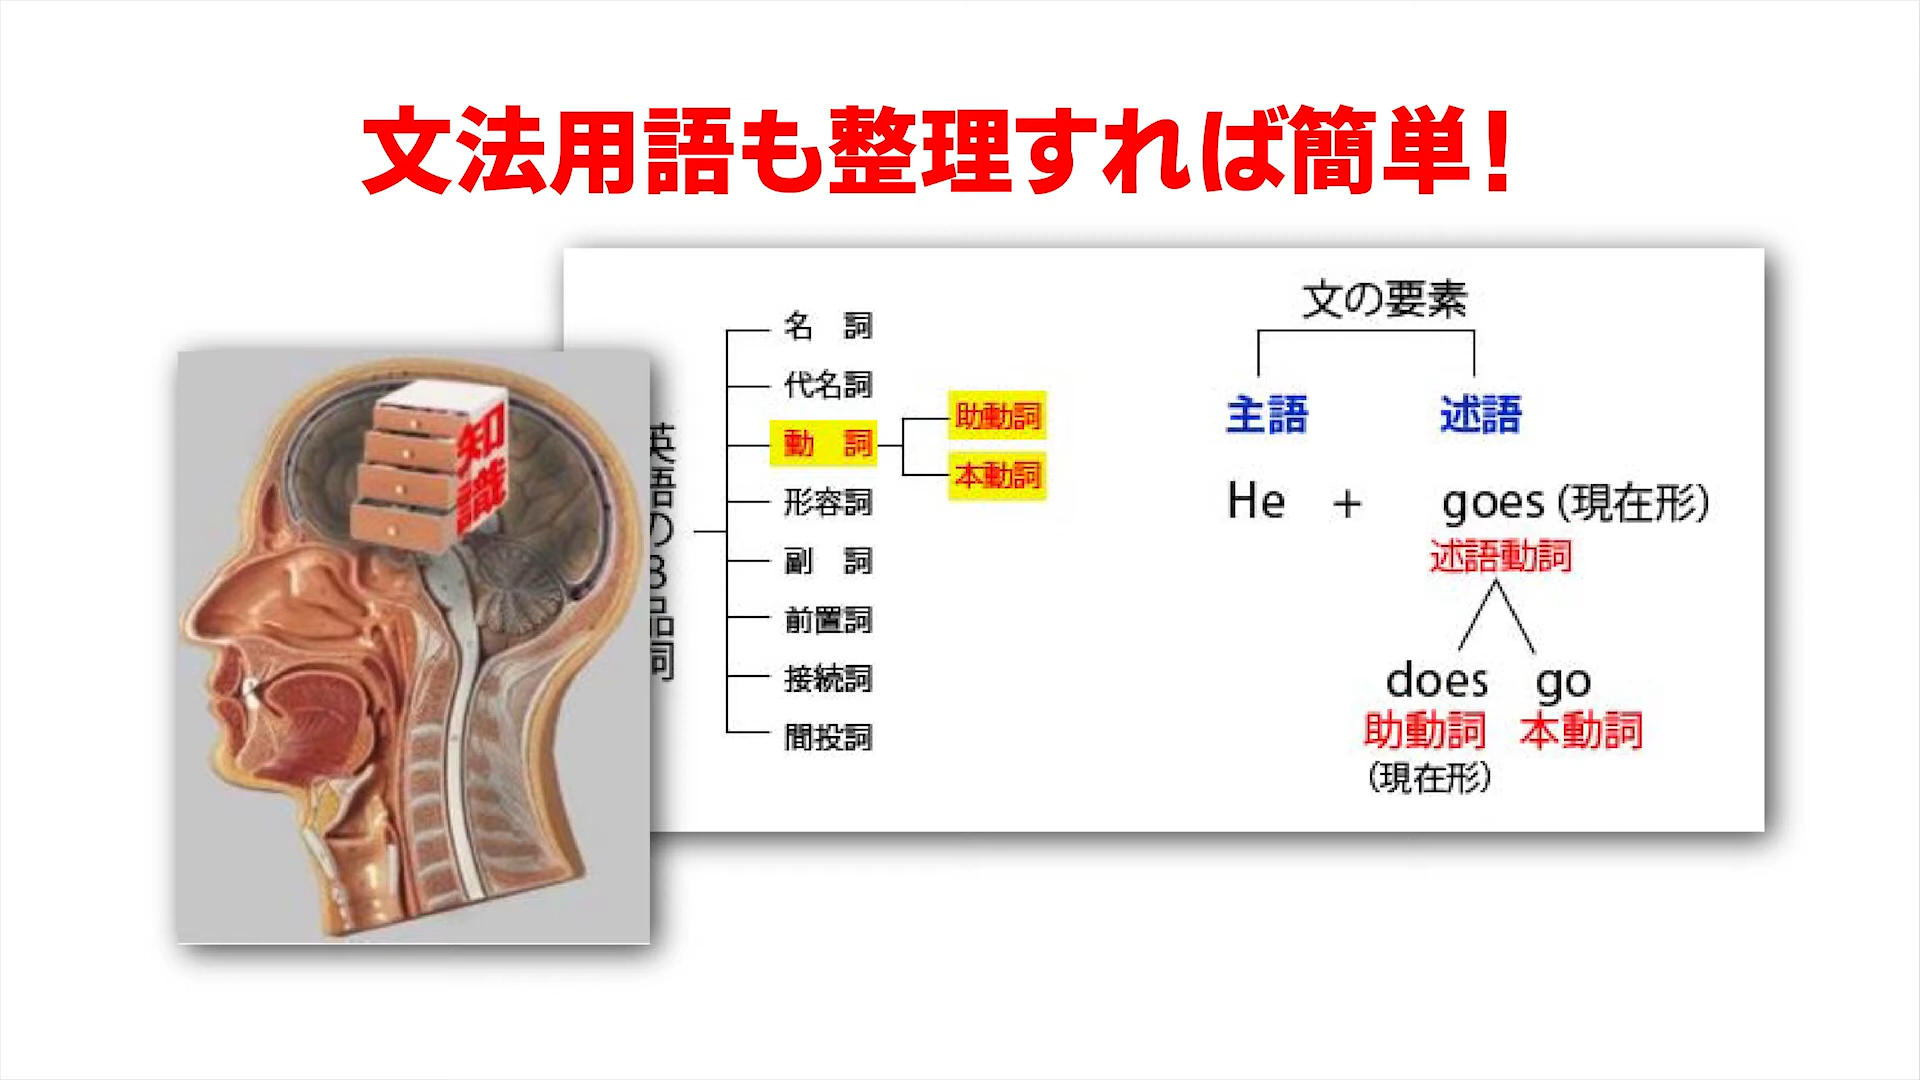 文法用語も整理すれば簡単!
知識
英語の8品詞
名 詞
代名詞
動 詞
助動詞
本動詞
形容詞
副 詞
前置詞
接続詞
間投詞
文の要素
主語 述語
He + goes (現在形)
述語動詞
does go
助動詞 本動詞
(現在形)